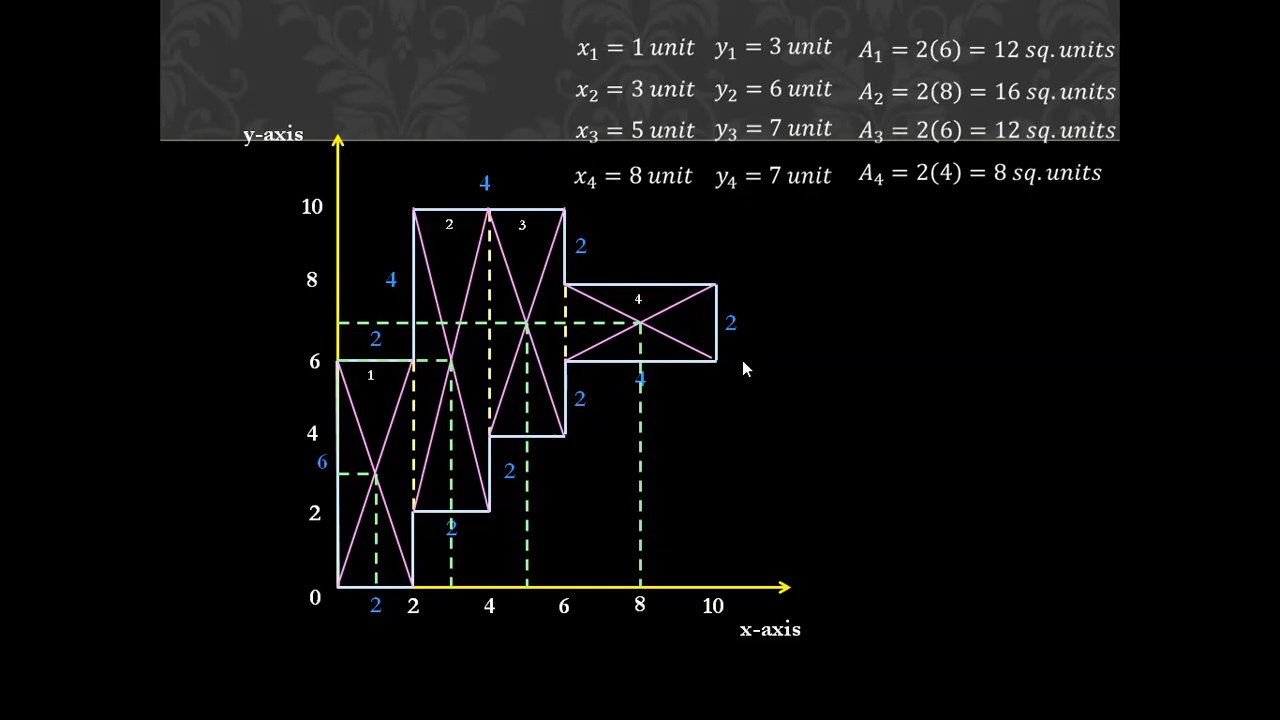 x₁ = 1 unit y₁ = 3 unit A₁ = 2(6) = 12 sq. units
x₂ = 3 unit y₂ = 6 unit A₂ = 2(8) = 16 sq. units
x₃ = 5 unit y₃ = 7 unit A₃ = 2(6) = 12 sq. units
x₄ = 8 unit y₄ = 7 unit A₄ = 2(4) = 8 sq. units
y-axis
4
10
2 3
2
8 4
4
2
2
6
1
4
2
4
6
2
2
2
0
2 2 4 6 8 10
x-axis